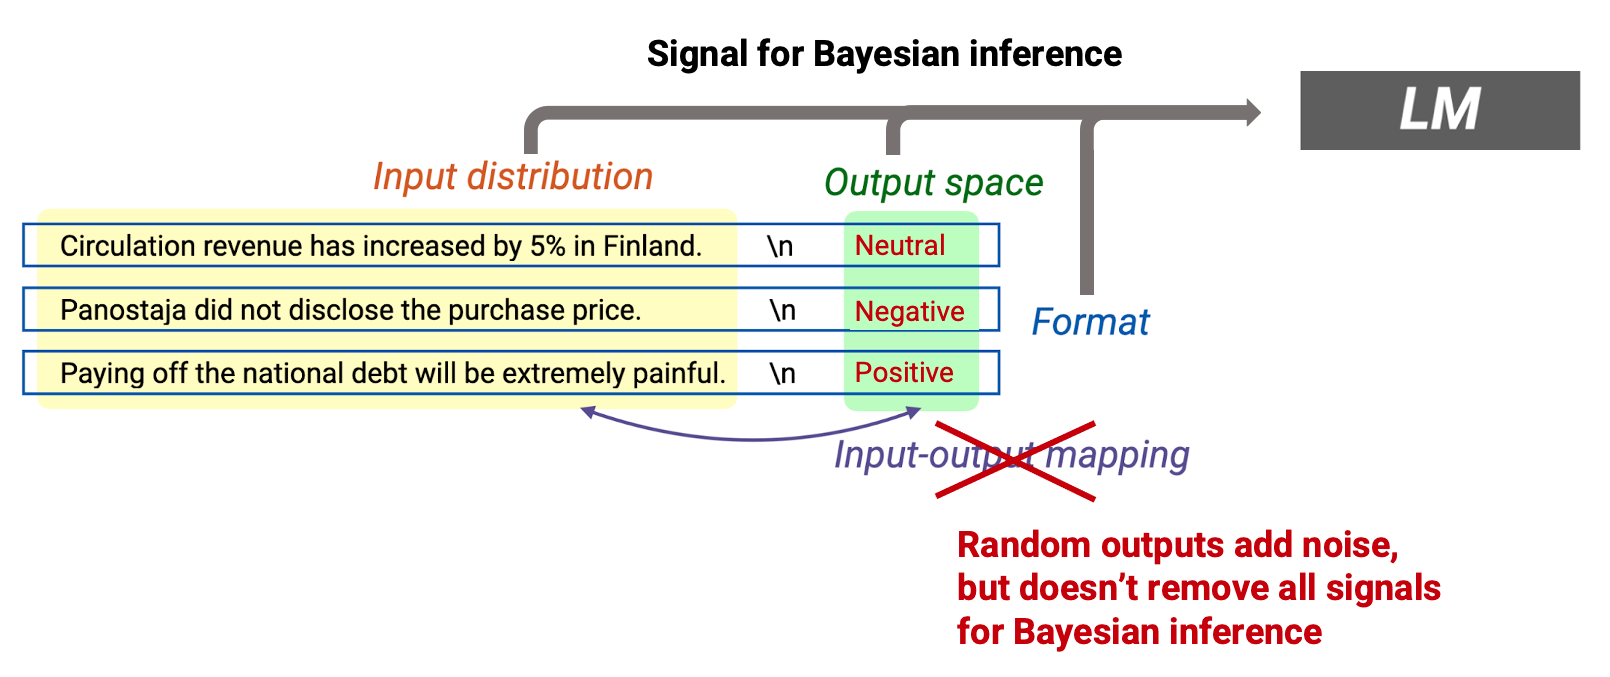 Signal for Bayesian inference
LM
Input distribution
Output space
Circulation revenue has increased by 5% in Finland. \n Neutral
Panostaja did not disclose the purchase price. \n Negative
Format
Paying off the national debt will be extremely painful. \n Positive
Input-output mapping
Random outputs add noise,
but doesn't remove all signals
for Bayesian inference